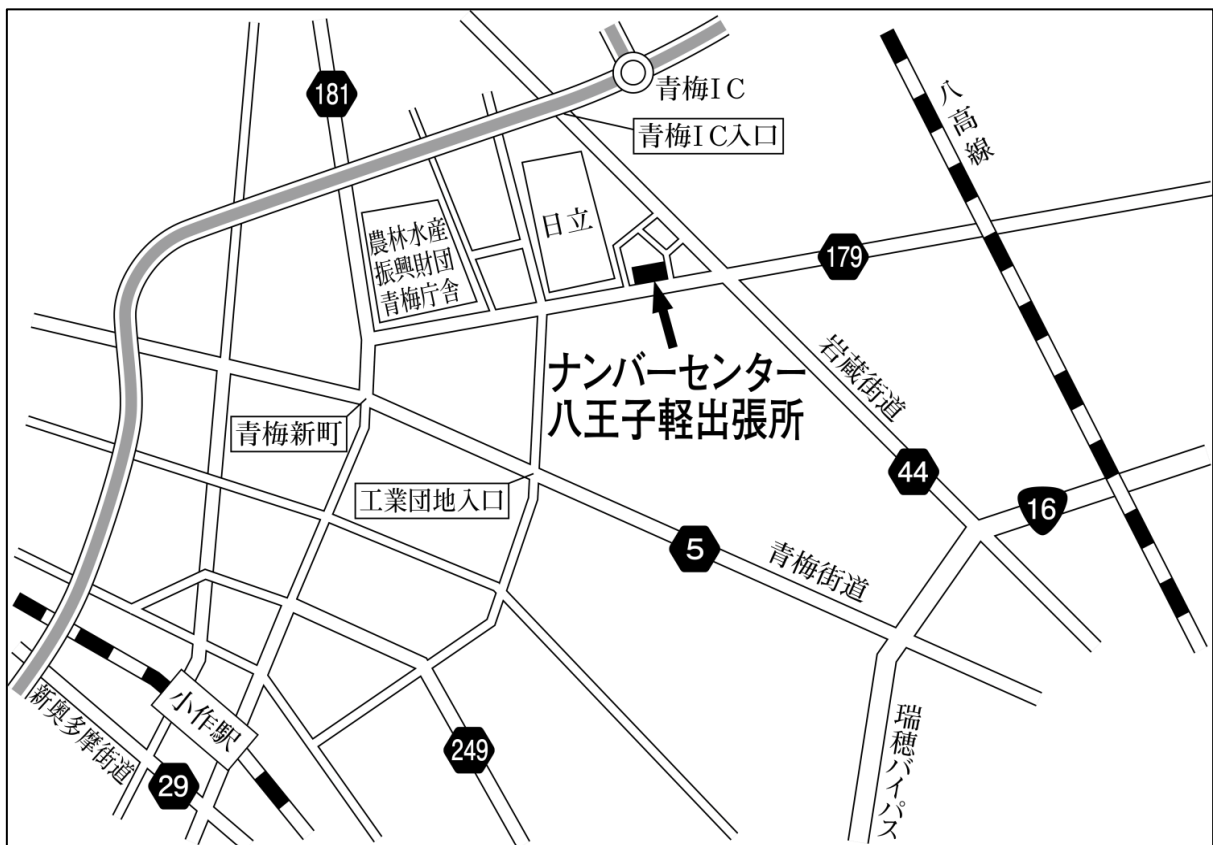 181
青梅IC
青梅IC入口
八高線
農林水産
振興財団
青梅庁舎
日立
179
ナンバーセンター
八王子軽出張所
岩蔵街道
青梅新町
工業団地入口
44
16
5
青梅街道
小作駅
新奥多摩街道
29
249
瑞穂バイパス